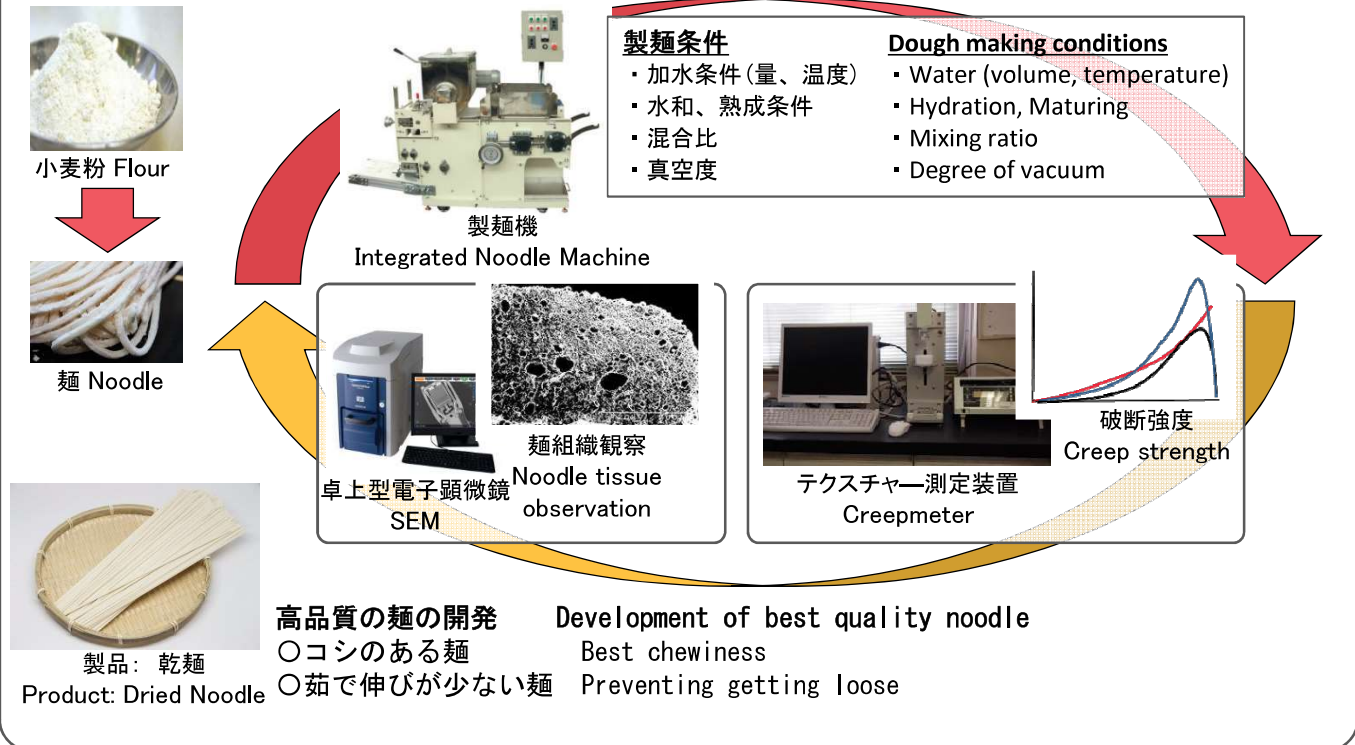 小麦粉 Flour
麺 Noodle
製麺機
Integrated Noodle Machine
製麺条件
・加水条件(量、温度)
・水和、熟成条件
・混合比
・真空度
Dough making conditions
・Water (volume, temperature)
・Hydration, Maturing
・Mixing ratio
・Degree of vacuum
卓上型電子顕微鏡
SEM
麺組織観察
Noodle tissue
observation
テクスチャ―測定装置
Creepmeter
破断強度
Creep strength
製品: 乾麺
Product: Dried Noodle
高品質の麺の開発 Development of best quality noodle
○コシのある麺 Best chewiness
○茹で伸びが少ない麺 Preventing getting loose